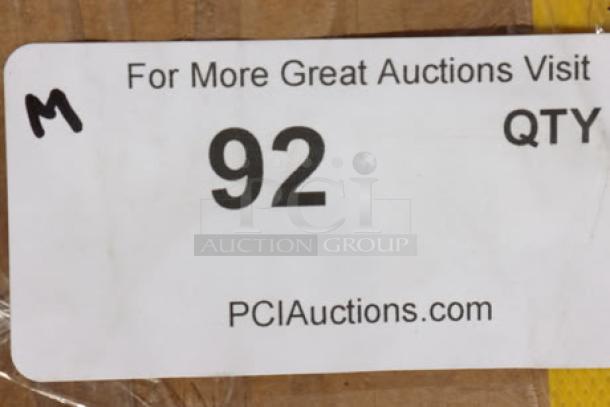 M
For More Great Auctions Visit
92
QTY
PCi
AUCTION GROUP
PCIAuctions.com